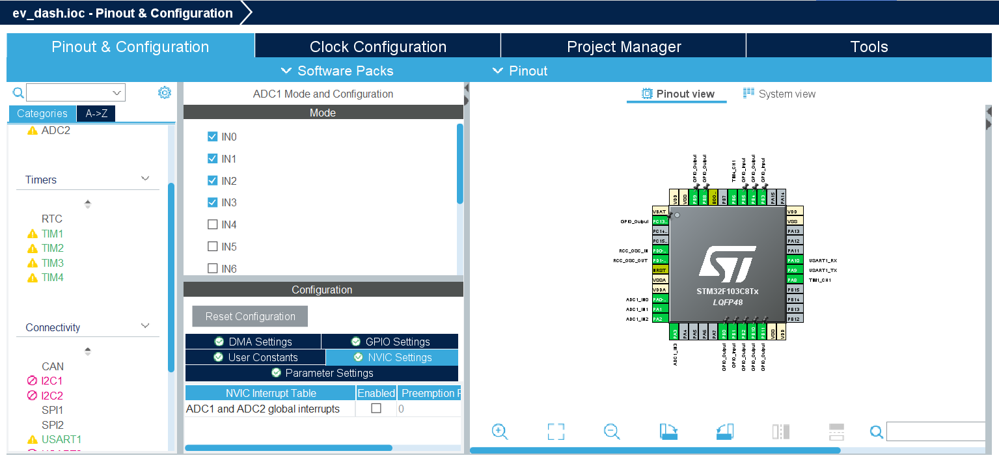 ev_dash.ioc - Pinout & Configuration
Pinout & Configuration
Clock Configuration
Project Manager
Tools
Software Packs
Pinout
Categories
A->Z
ADC2
Timers
RTC
TIM1
TIM2
TIM3
TIM4
Connectivity
CAN
I2C1
I2C2
SPI1
SPI2
USART1
ADC1 Mode and Configuration
Mode
IN0
IN1
IN2
IN3
IN4
IN5
IN6
Configuration
Reset Configuration
DMA Settings
GPIO Settings
User Constants
NVIC Settings
Parameter Settings
NVIC Interrupt Table
Enabled
Preemption
ADC1 and ADC2 global interrupts
0
Pinout view
System view
GPIO_Output
GPIO_Output
TIM4_CH1
GPIO_Input
GPIO_Output
GPIO_Input
VDD
VSS
PB9
PB8
BOO..
PB7
PB6
PB5
PB4
PB3
PA15
PA14
VBAT
GPIO_Output
PC13..
PC14..
PC15..
RCC_OSC_IN
PD0-..
RCC_OSC_OUT
PD1-..
NRST
VSSA
VDDA
ADC1_IN0
PA0-..
ADC1_IN1
PA1
ADC1_IN2
PA2
STM32F103C8Tx
LQFP48
VDD
VSS
PA13
PA12
PA11
PA10
USART1_RX
PA9
USART1_TX
PA8
TIM1_CH1
PB15
PB14
PB13
PB12
PA3
PA4
PA5
PA6
PA7
PB0
PB1
PB2
PB10
PB11
VSS
VDD
ADC1_IN3
GPIO_Output
GPIO_Input
GPIO_Output
GPIO_Output
GPIO_Output